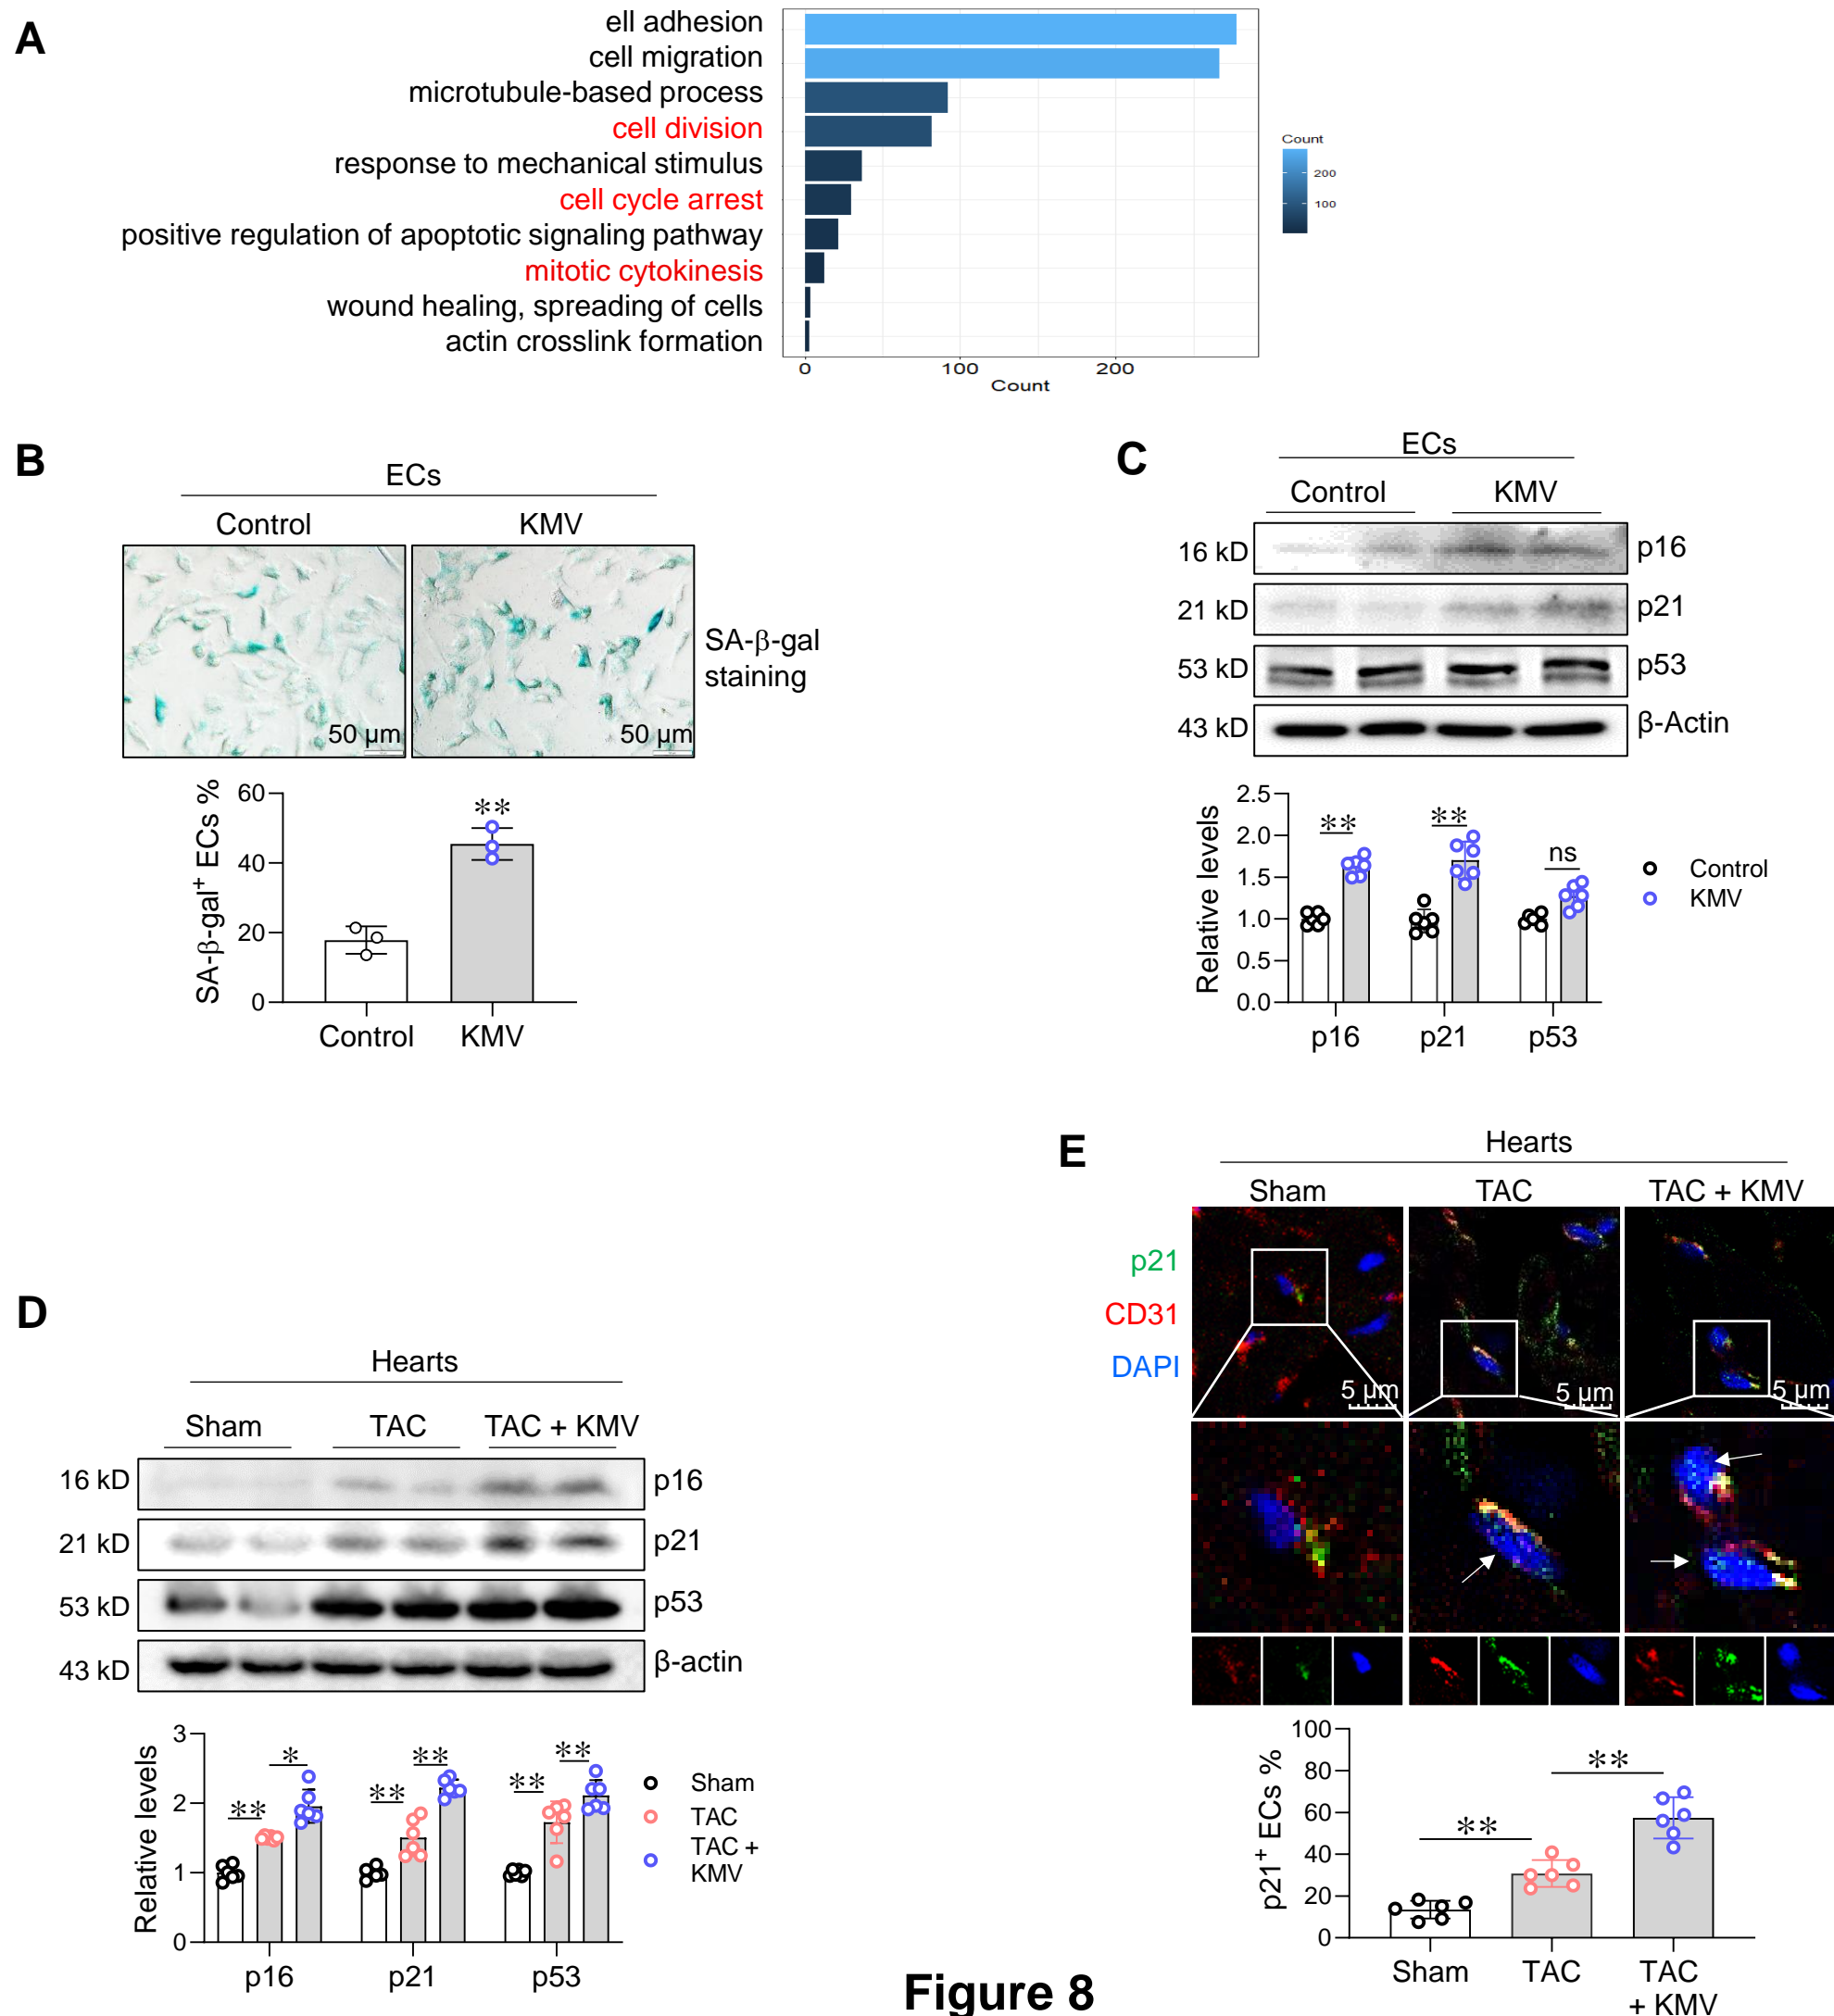 A
ell adhesion
cell migration
microtubule-based process
cell division
response to mechanical stimulus
cell cycle arrest
positive regulation of apoptotic signaling pathway
mitotic cytokinesis
wound healing, spreading of cells
actin crosslink formation
0 100 200
Count
Count
200
100
B
ECs
Control KMV
50 µm 50 µm
SA-β-gal
staining
SA-β-gal+ ECs %
60
40
20
0
**
Control KMV
C
ECs
Control KMV
16 kD p16
21 kD p21
53 kD p53
43 kD β-Actin
Relative levels
2.5
2.0
1.5
1.0
0.5
0.0
** ** ns
p16 p21 p53
Control
KMV
D
Hearts
Sham TAC TAC + KMV
16 kD p16
21 kD p21
53 kD p53
43 kD β-actin
Relative levels
3
2
1
0
** * ** ** ** **
p16 p21 p53
Sham
TAC
TAC +
KMV
E
Hearts
Sham TAC TAC + KMV
p21
CD31
DAPI
5 µm 5 µm 5 µm
p21+ ECs %
100
80
60
40
20
0
** **
Sham TAC TAC
+ KMV
Figure 8